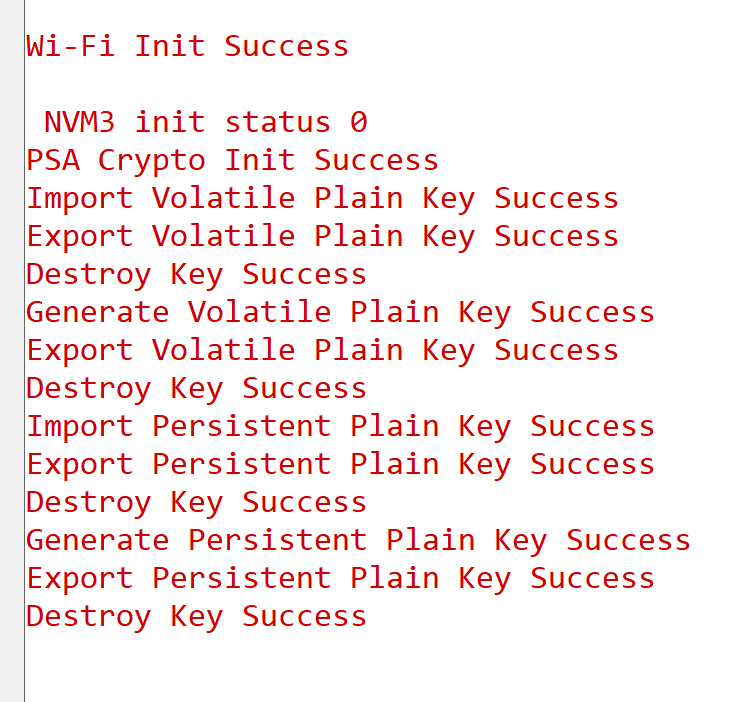 Wi-Fi Init Success
NVM3 init status 0
PSA Crypto Init Success
Import Volatile Plain Key Success
Export Volatile Plain Key Success
Destroy Key Success
Generate Volatile Plain Key Success
Export Volatile Plain Key Success
Destroy Key Success
Import Persistent Plain Key Success
Export Persistent Plain Key Success
Destroy Key Success
Generate Persistent Plain Key Success
Export Persistent Plain Key Success
Destroy Key Success